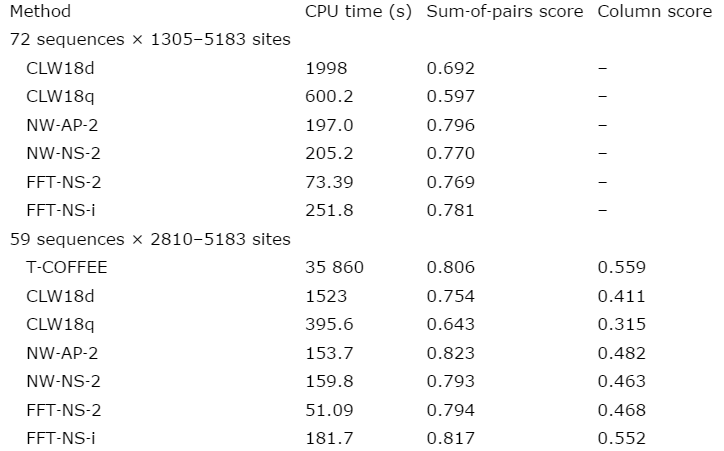 Method CPU time (s) Sum-of-pairs score Column score
72 sequences × 1305–5183 sites
CLW18d 1998 0.692 –
CLW18q 600.2 0.597 –
NW-AP-2 197.0 0.796 –
NW-NS-2 205.2 0.770 –
FFT-NS-2 73.39 0.769 –
FFT-NS-i 251.8 0.781 –
59 sequences × 2810–5183 sites
T-COFFEE 35 860 0.806 0.559
CLW18d 1523 0.754 0.411
CLW18q 395.6 0.643 0.315
NW-AP-2 153.7 0.823 0.482
NW-NS-2 159.8 0.793 0.463
FFT-NS-2 51.09 0.794 0.468
FFT-NS-i 181.7 0.817 0.552